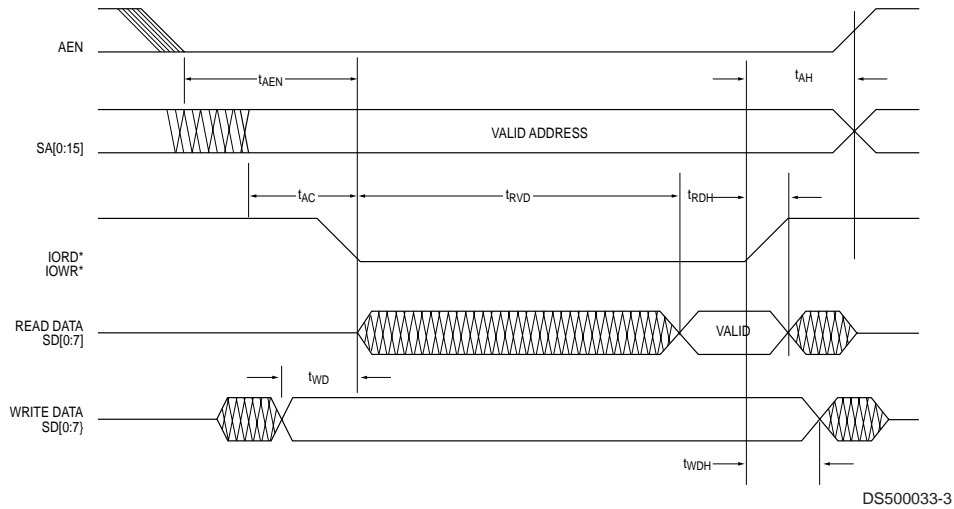 AEN
tAEN
tAH
VALID ADDRESS
SA[0:15]
tAC
tRVD
tRDH
IORD*
IOWR*
READ DATA
SD[0:7]
VALID
tWD
WRITE DATA
SD[0:7}
tWDH
DS500033-3